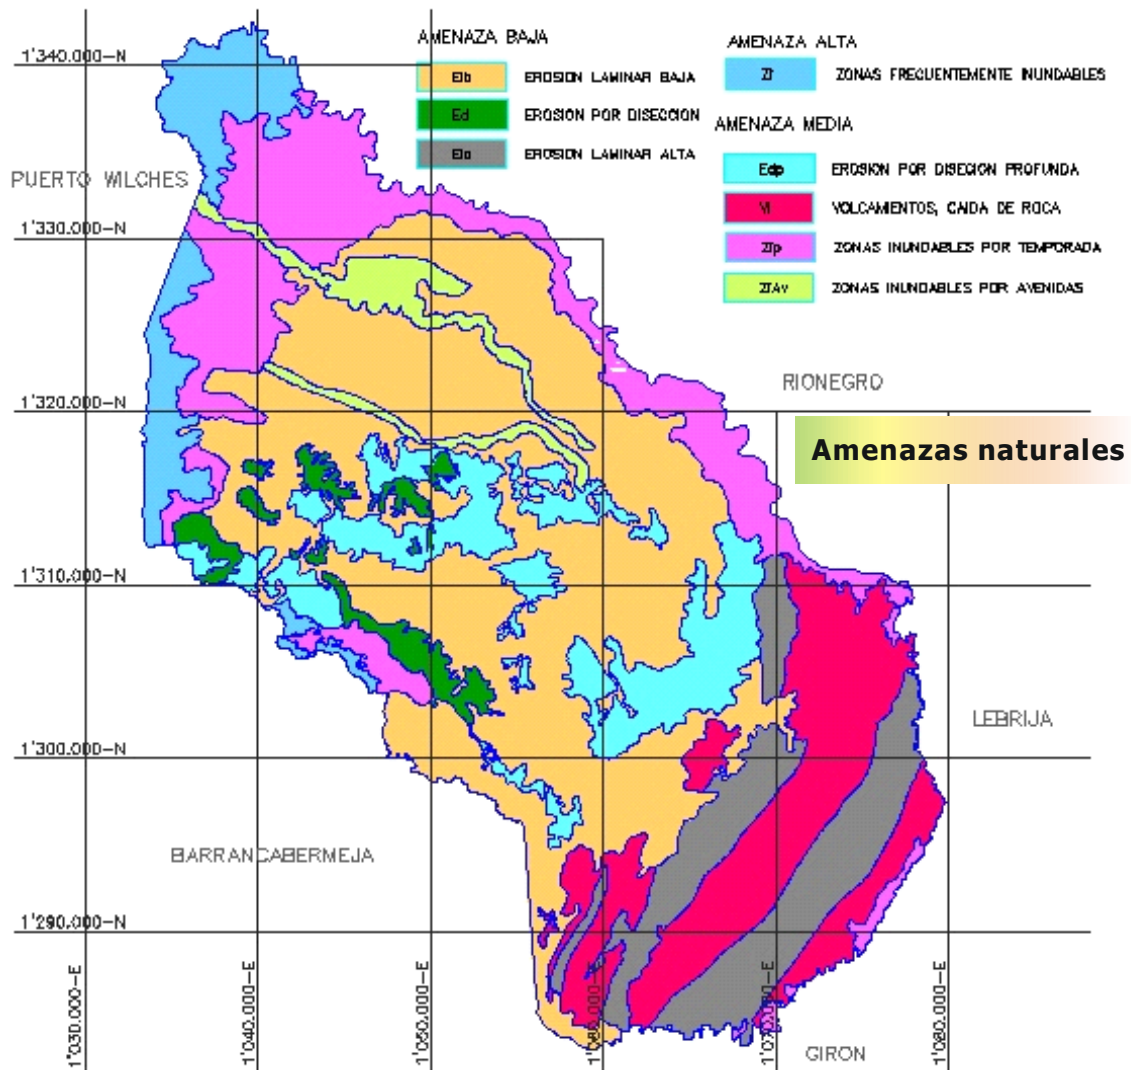 AMENAZA BAJA
Elb EROSION LAMINAR BAJA
Ed EROSION POR DISECCION
Ela EROSION LAMINAR ALTA
AMENAZA ALTA
ZI ZONAS FRECUENTEMENTE INUNDABLES
AMENAZA MEDIA
Edp EROSION POR DISECION PROFUNDA
VI VOLCAMIENTOS, CAIDA DE ROCA
ZIp ZONAS INUNDABLES POR TEMPORADA
ZIAv ZONAS INUNDABLES POR AVENIDAS
Amenazas naturales
1'340.000-N
PUERTO WILCHES
1'330.000-N
RIONEGRO
1'320.000-N
1'310.000-N
LEBRIJA
1'300.000-N
BARRANCABERMEJA
1'290.000-N
GIRON
1'030.000-E
1'040.000-E
1'050.000-E
1'060.000-E
1'070.000-E
1'080.000-E